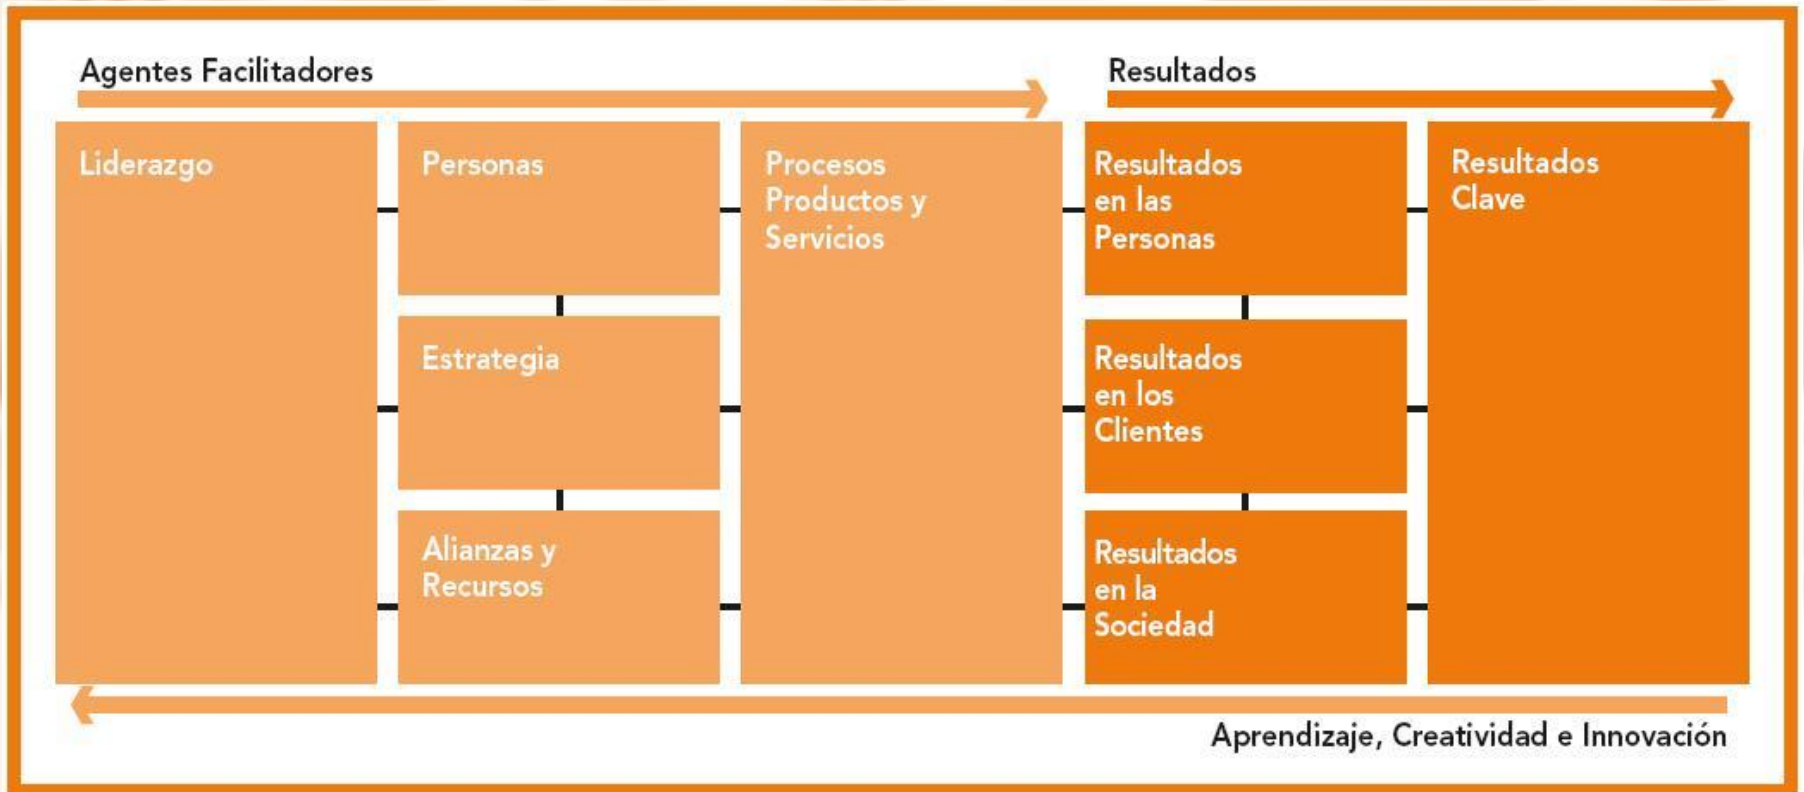 Agentes Facilitadores
Resultados
Liderazgo
Personas
Estrategia
Alianzas y
Recursos
Procesos
Productos y
Servicios
Resultados
en las
Personas
Resultados
en los
Clientes
Resultados
en la
Sociedad
Resultados
Clave
Aprendizaje, Creatividad e Innovación